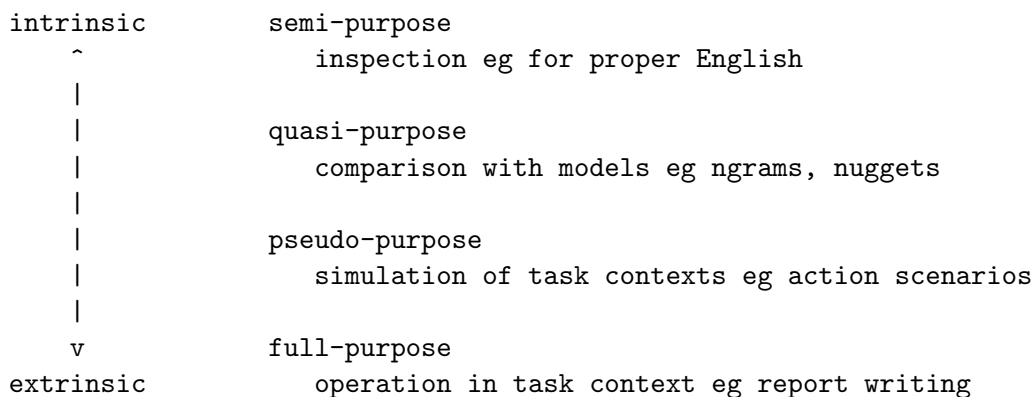 intrinsic semi-purpose
^ inspection eg for proper English
|
| quasi-purpose
| comparison with models eg ngrams, nuggets
|
| pseudo-purpose
| simulation of task contexts eg action scenarios
|
v full-purpose
extrinsic operation in task context eg report writing